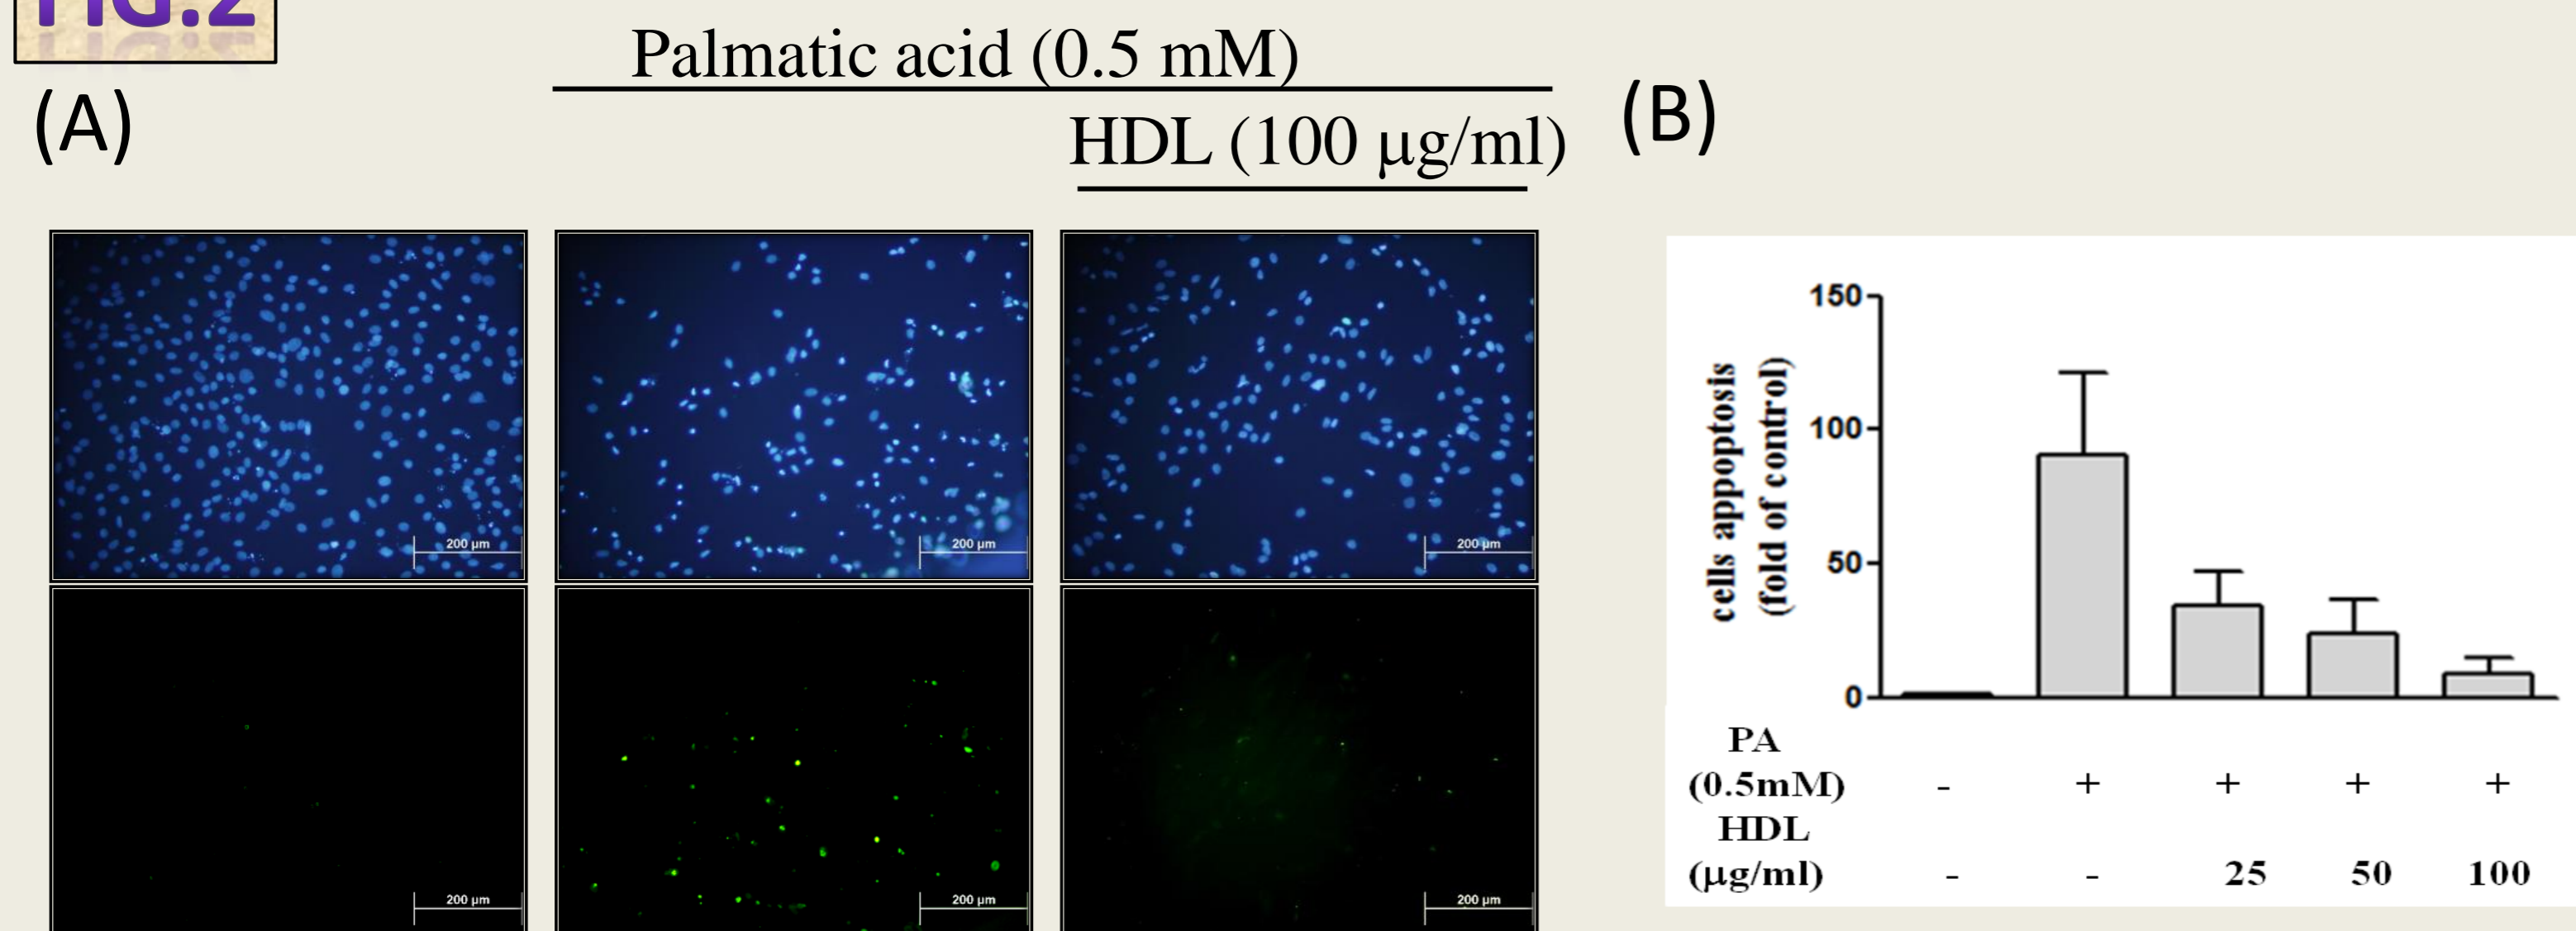 FIG.2
Palmatic acid (0.5 mM)
(A)
HDL (100 μg/ml)
(B)
200 μm
200 μm
200 μm
200 μm
200 μm
200 μm
cells appoptosis
(fold of control)
150
100
50
0
PA
(0.5mM) - + + + +
HDL
(μg/ml) - - 25 50 100